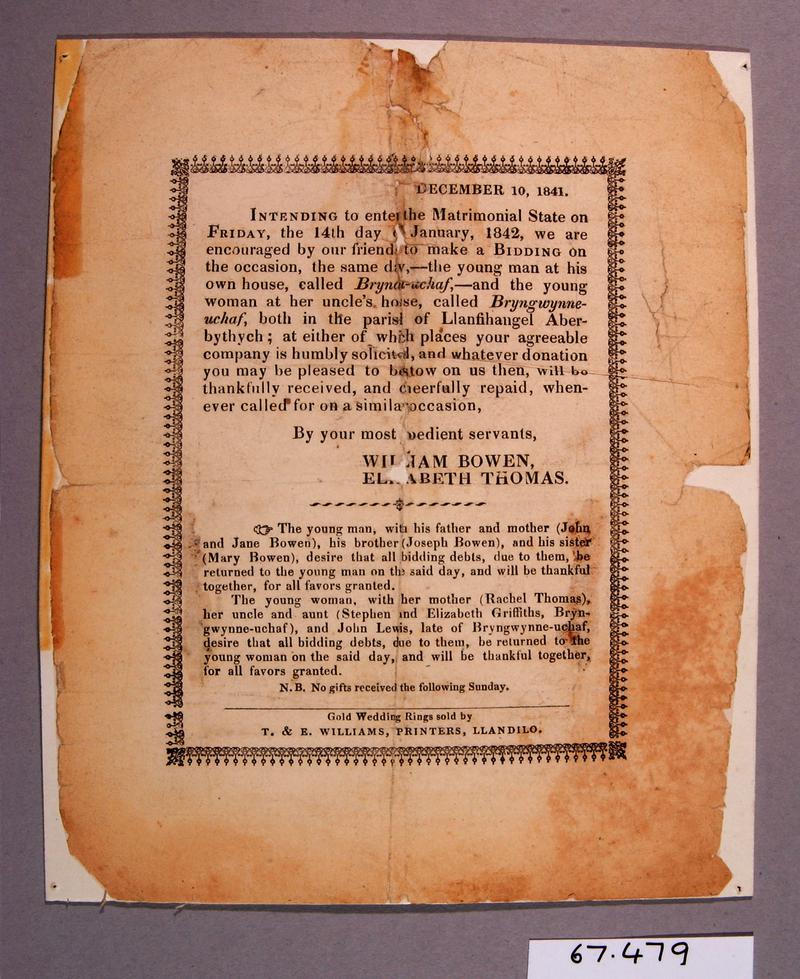 DECEMBER 10, 1841.
INTENDING to enter the Matrimonial State on
FRIDAY, the 14th day January, 1842, we are
encouraged by our friends to make a BIDDING on
the occasion, the same day,—the young man at his
own house, called -uchaf,—and the young
woman at her uncle's house, called Bryngwynne-
uchaf, both in the parish of Llanfihangel Aber-
bythych ; at either of which places your agreeable
company is humbly solicited, and whatever donation
you may be pleased to bestow on us then, will be
thankfully received, and cheerfully repaid, when-
ever called for on a similar occasion,
By your most obedient servants,
WILLIAM BOWEN,
ELIZABETH THOMAS.
☞ The young man, with his father and mother (John
and Jane Bowen), his brother (Joseph Bowen), and his sister
(Mary Bowen), desire that all bidding debts, due to them, be
returned to the young man on the said day, and will be thankful
together, for all favors granted.
The young woman, with her mother (Rachel Thomas),
her uncle and aunt (Stephen and Elizabeth Griffiths, Bryn-
gwynne-uchaf), and John Lewis, late of Bryngwynne-uchaf,
desire that all bidding debts, due to them, be returned to the
young woman on the said day, and will be thankful together,
for all favors granted.
N.B. No gifts received the following Sunday.
Gold Wedding Rings sold by
T. & E. WILLIAMS, PRINTERS, LLANDILO.
67.479